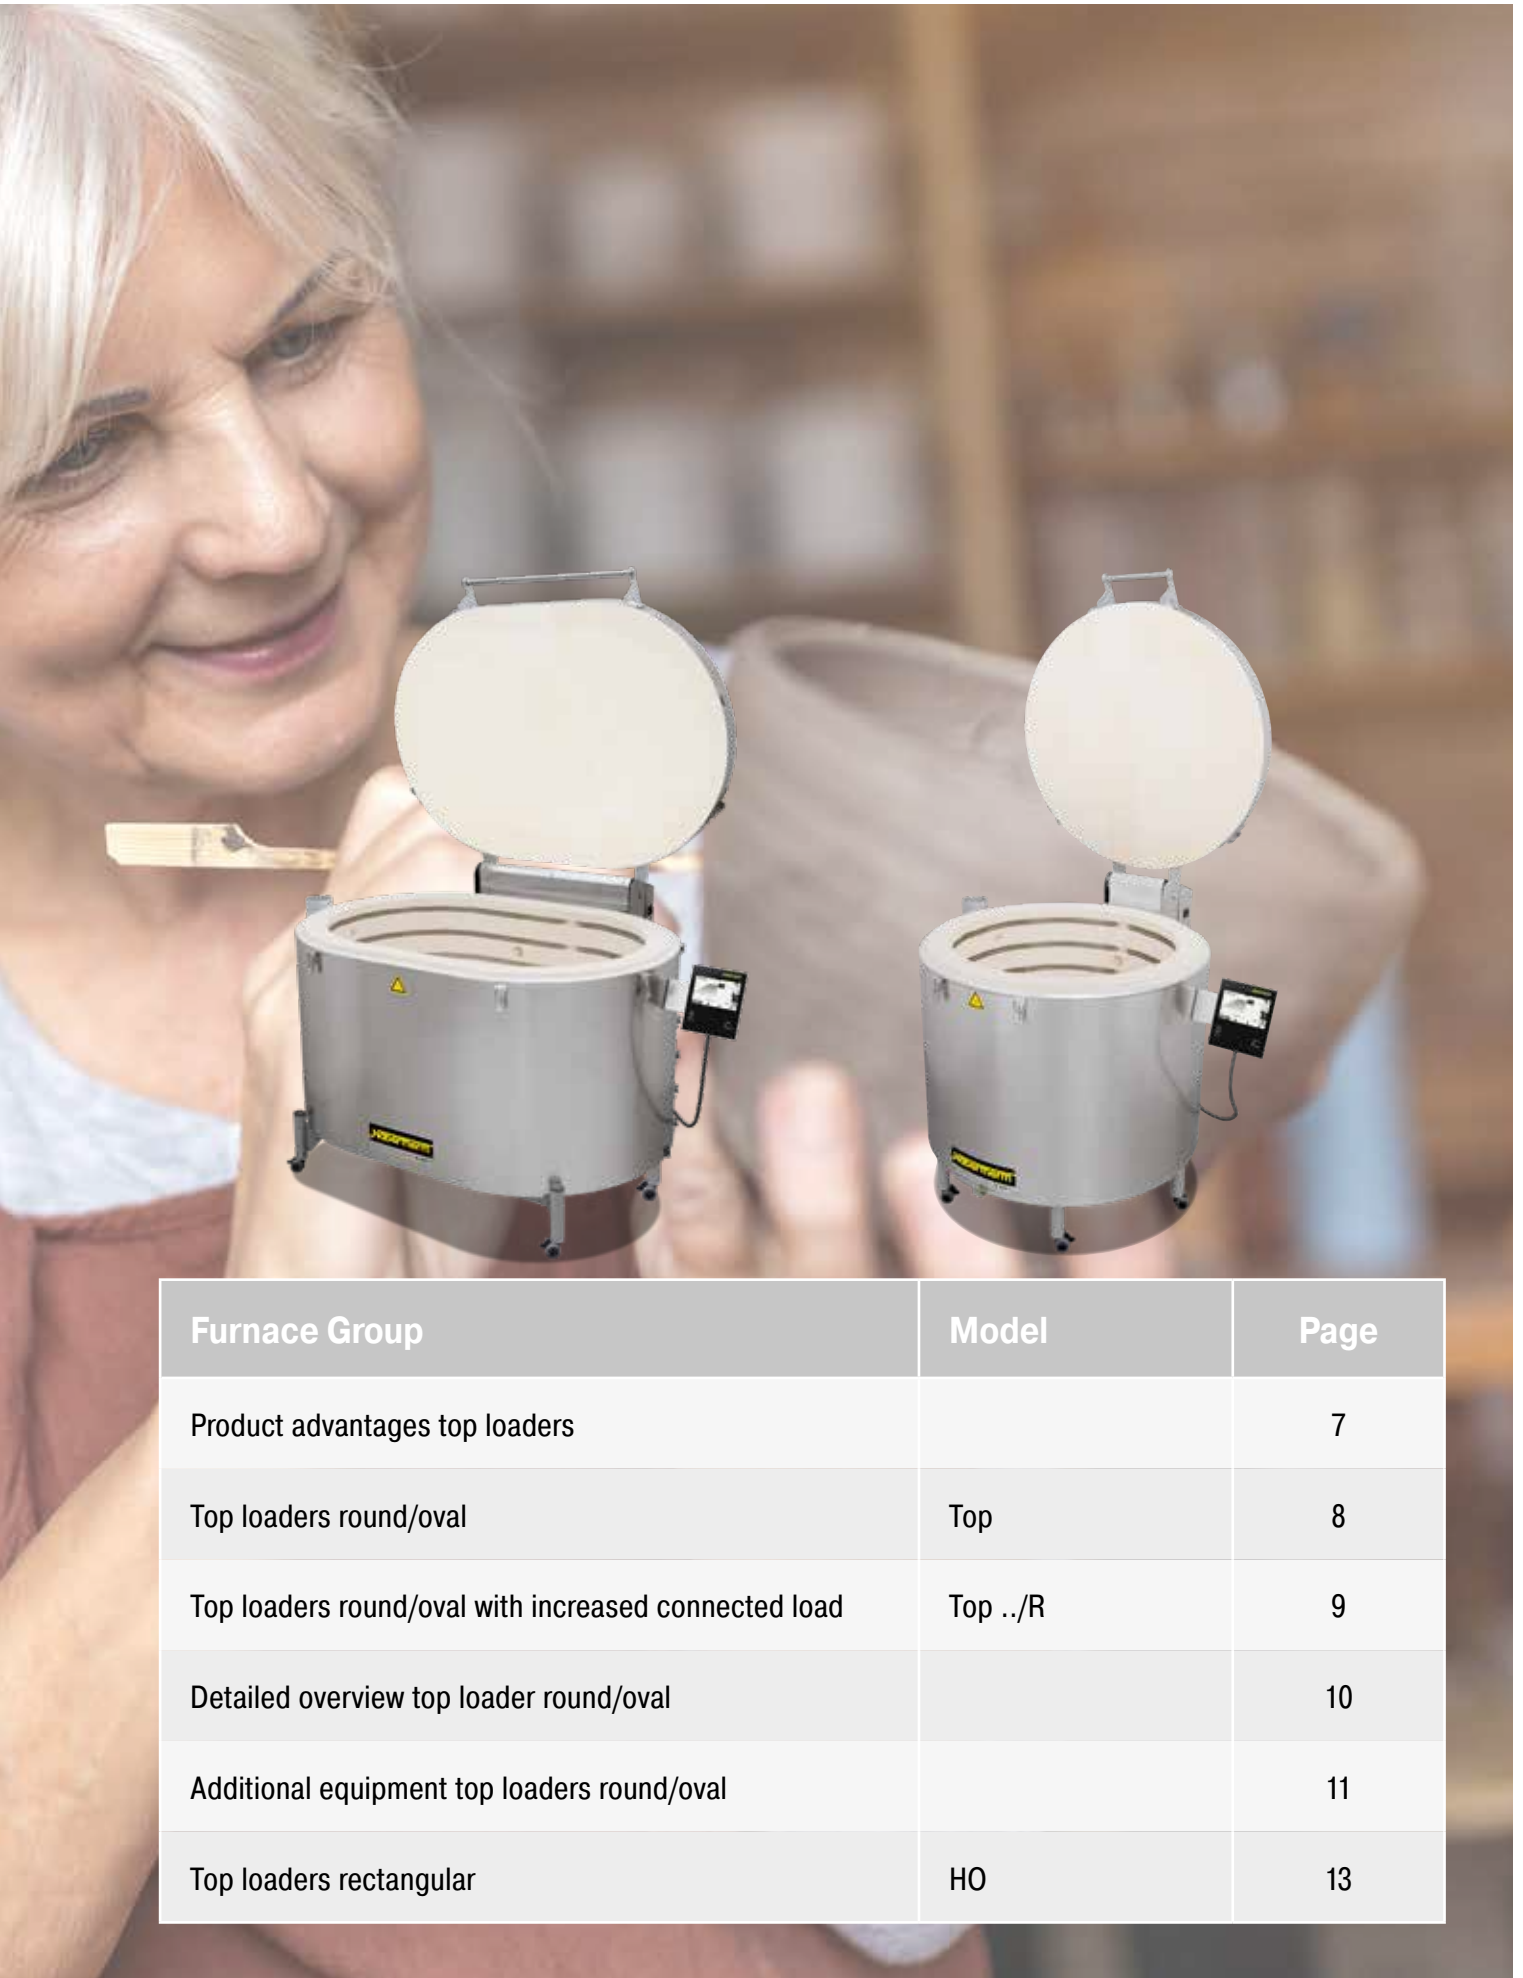 Furnace Group Model Page
Product advantages top loaders 7
Top loaders round/oval Top 8
Top loaders round/oval with increased connected load Top ../R 9
Detailed overview top loader round/oval 10
Additional equipment top loaders round/oval 11
Top loaders rectangular HO 13